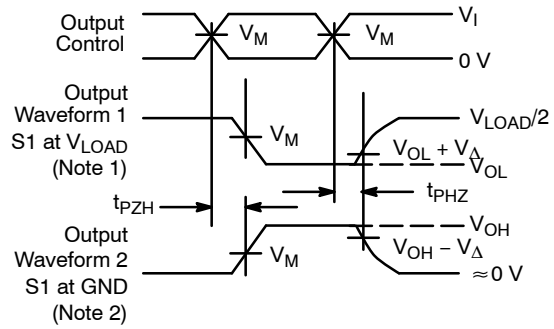 Output
Control
V_M
V_M
V_I
0 V
Output
Waveform 1
S1 at V_LOAD
(Note 1)
V_M
V_LOAD/2
V_OL + V_Δ
V_OL
t_PZH
t_PHZ
Output
Waveform 2
S1 at GND
(Note 2)
V_M
V_OH
V_OH − V_Δ
≈0 V